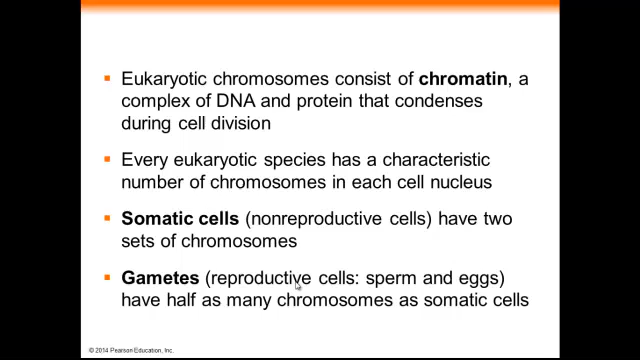 Eukaryotic chromosomes consist of chromatin, a
complex of DNA and protein that condenses
during cell division
Every eukaryotic species has a characteristic
number of chromosomes in each cell nucleus
Somatic cells (nonreproductive cells) have two
sets of chromosomes
Gametes (reproductive cells: sperm and eggs)
have half as many chromosomes as somatic cells
© 2014 Pearson Education, Inc.